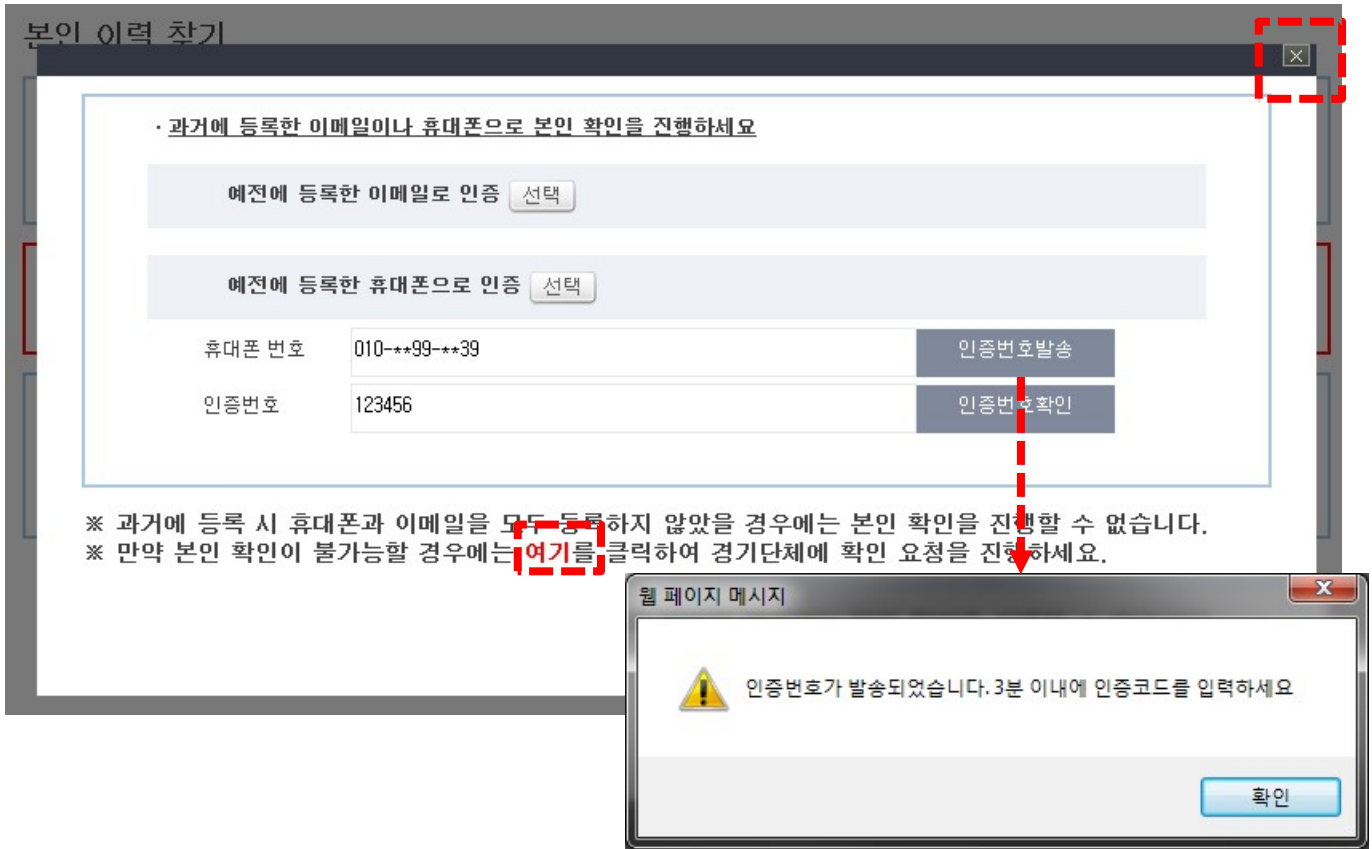 본인 이력 찾기
· 과거에 등록한 이메일이나 휴대폰으로 본인 확인을 진행하세요
예전에 등록한 이메일로 인증 선택
예전에 등록한 휴대폰으로 인증 선택
휴대폰 번호 010-**99-**39 인증번호발송
인증번호 123456 인증번호확인
※ 과거에 등록 시 휴대폰과 이메일을 모두 등록하지 않았을 경우에는 본인 확인을 진행할 수 없습니다.
※ 만약 본인 확인이 불가능할 경우에는 여기를 클릭하여 경기단체에 확인 요청을 진행하세요.
웹 페이지 메시지
인증번호가 발송되었습니다. 3분 이내에 인증코드를 입력하세요
확인